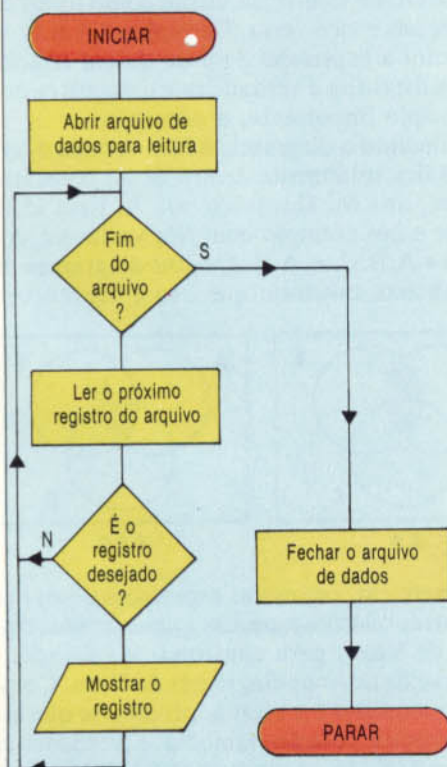 INICIAR
Abrir arquivo de
dados para leitura
Fim
do
arquivo
?
S
Ler o próximo
registro do arquivo
É o
registro
desejado
?
N
Mostrar o
registro
Fechar o arquivo
de dados
PARAR